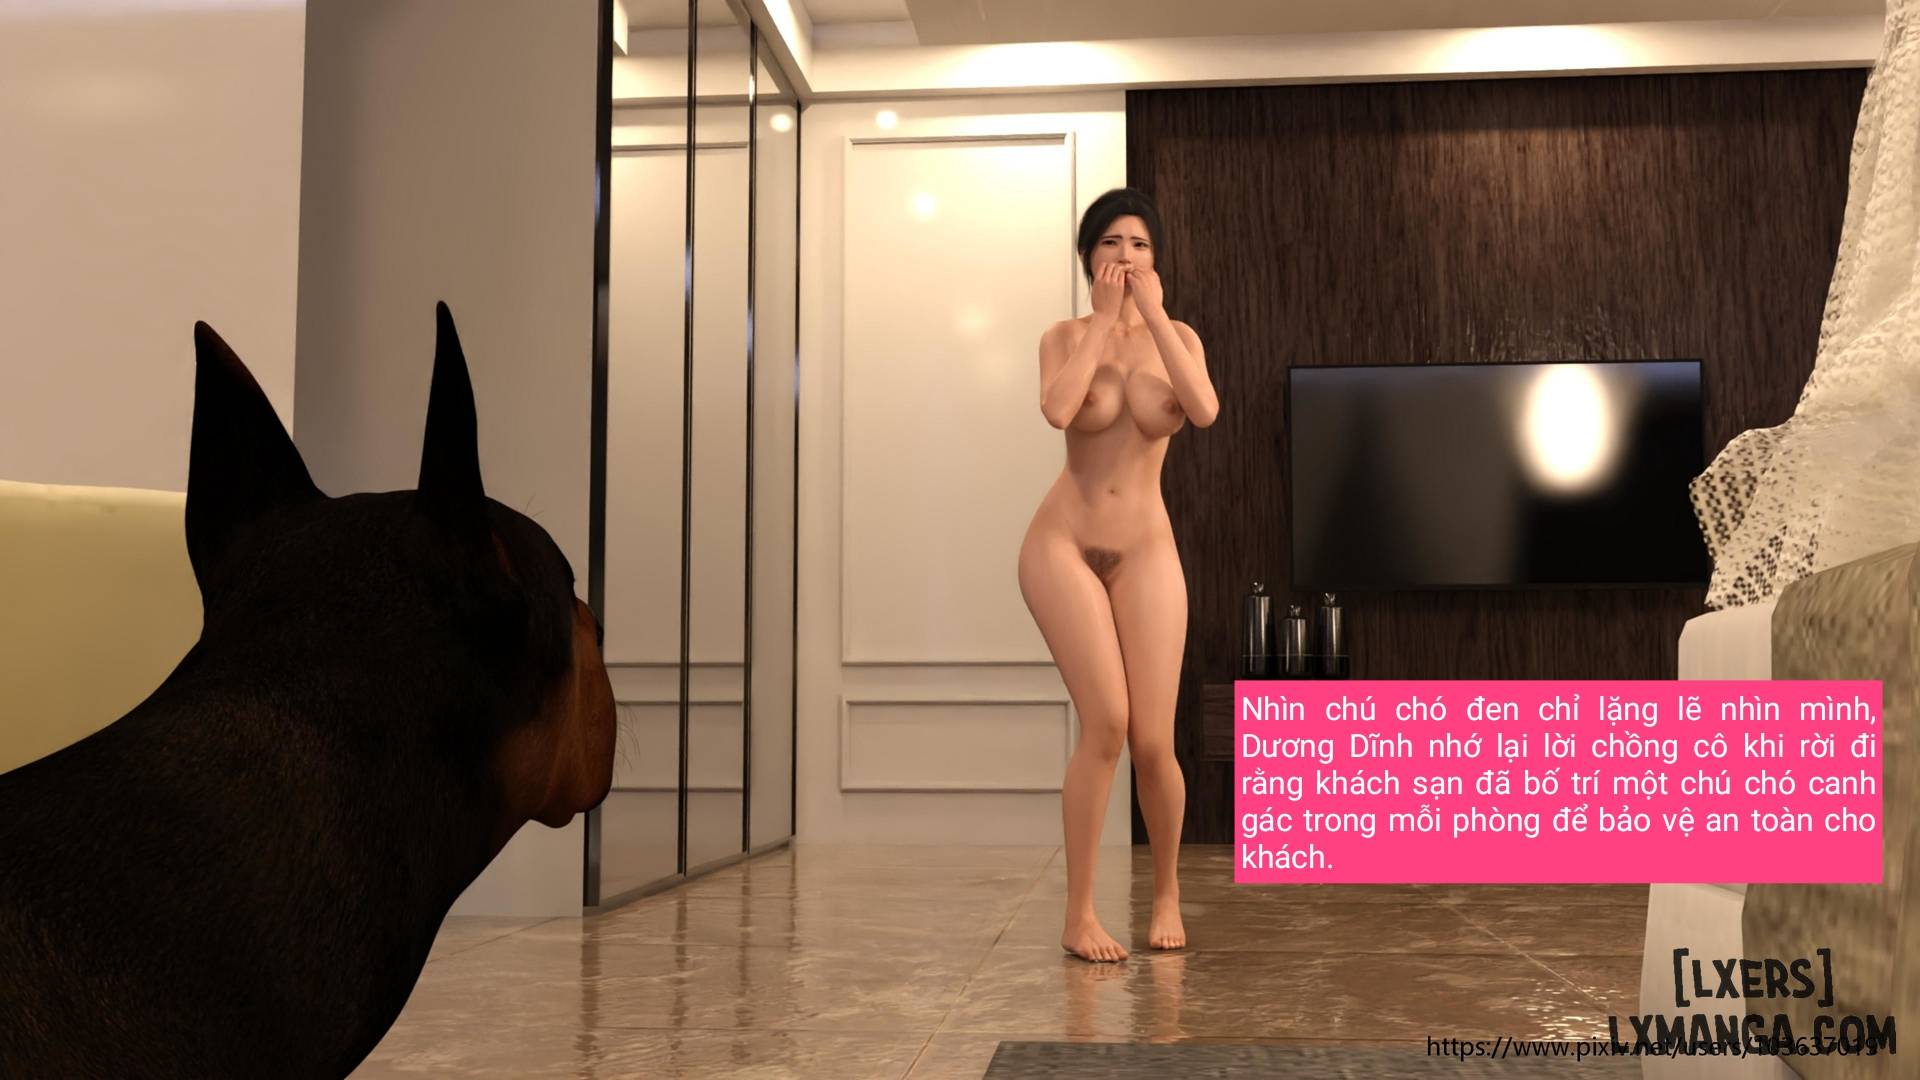 Nhìn chú chó đen chỉ lặng lẽ nhìn mình,
Dương Dĩnh nhớ lại lời chồng cô khi rời đi
rằng khách sạn đã bố trí một chú chó canh
gác trong mỗi phòng để bảo vệ an toàn cho
khách.
[LXERS]
LXMANGA.COM
https://www.pixiv.net/users/103637019